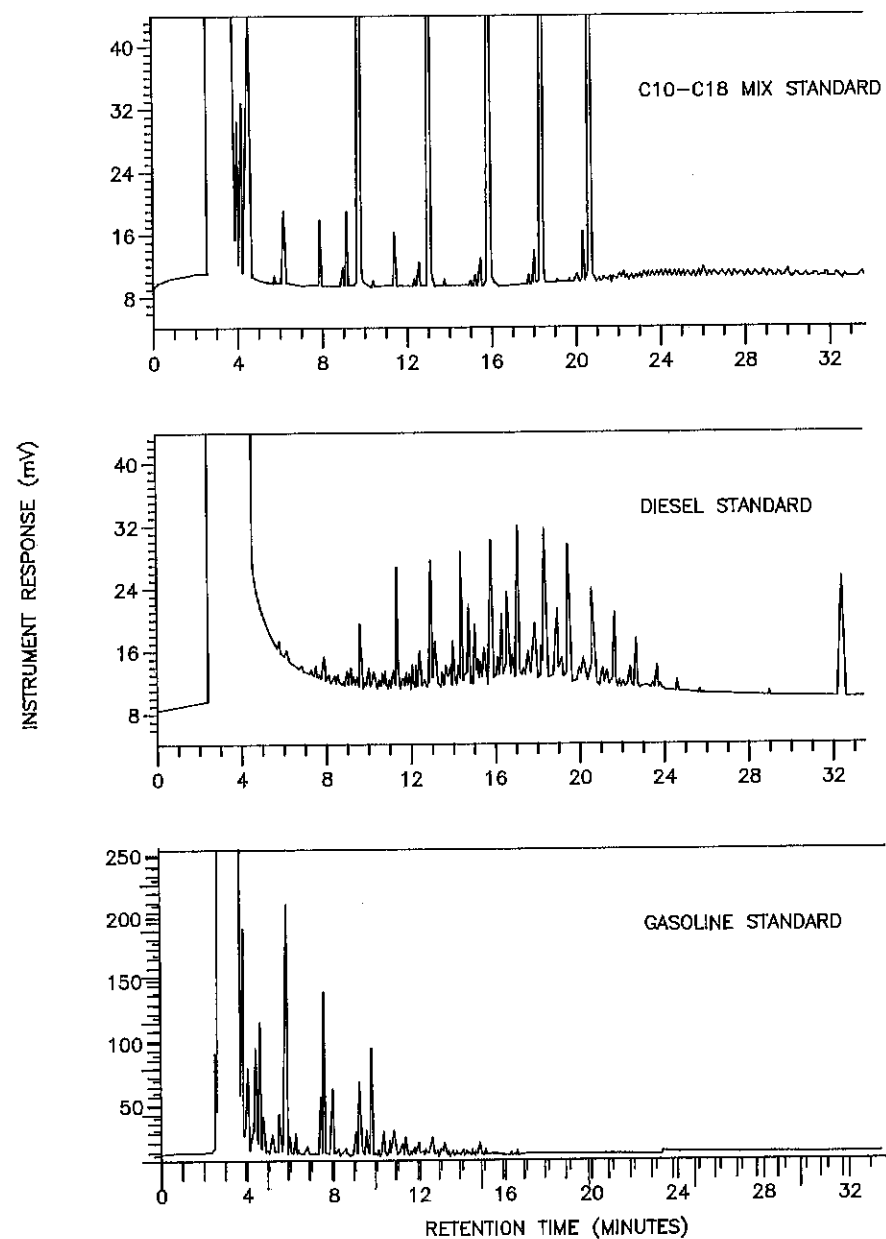 40
32
24
16
8
C10–C18 MIX STANDARD
0 4 8 12 16 20 24 28 32
INSTRUMENT RESPONSE (mV)
40
32
24
16
8
DIESEL STANDARD
0 4 8 12 16 20 24 28 32
250
200
150
100
50
GASOLINE STANDARD
0 4 8 12 16 20 24 28 32
RETENTION TIME (MINUTES)